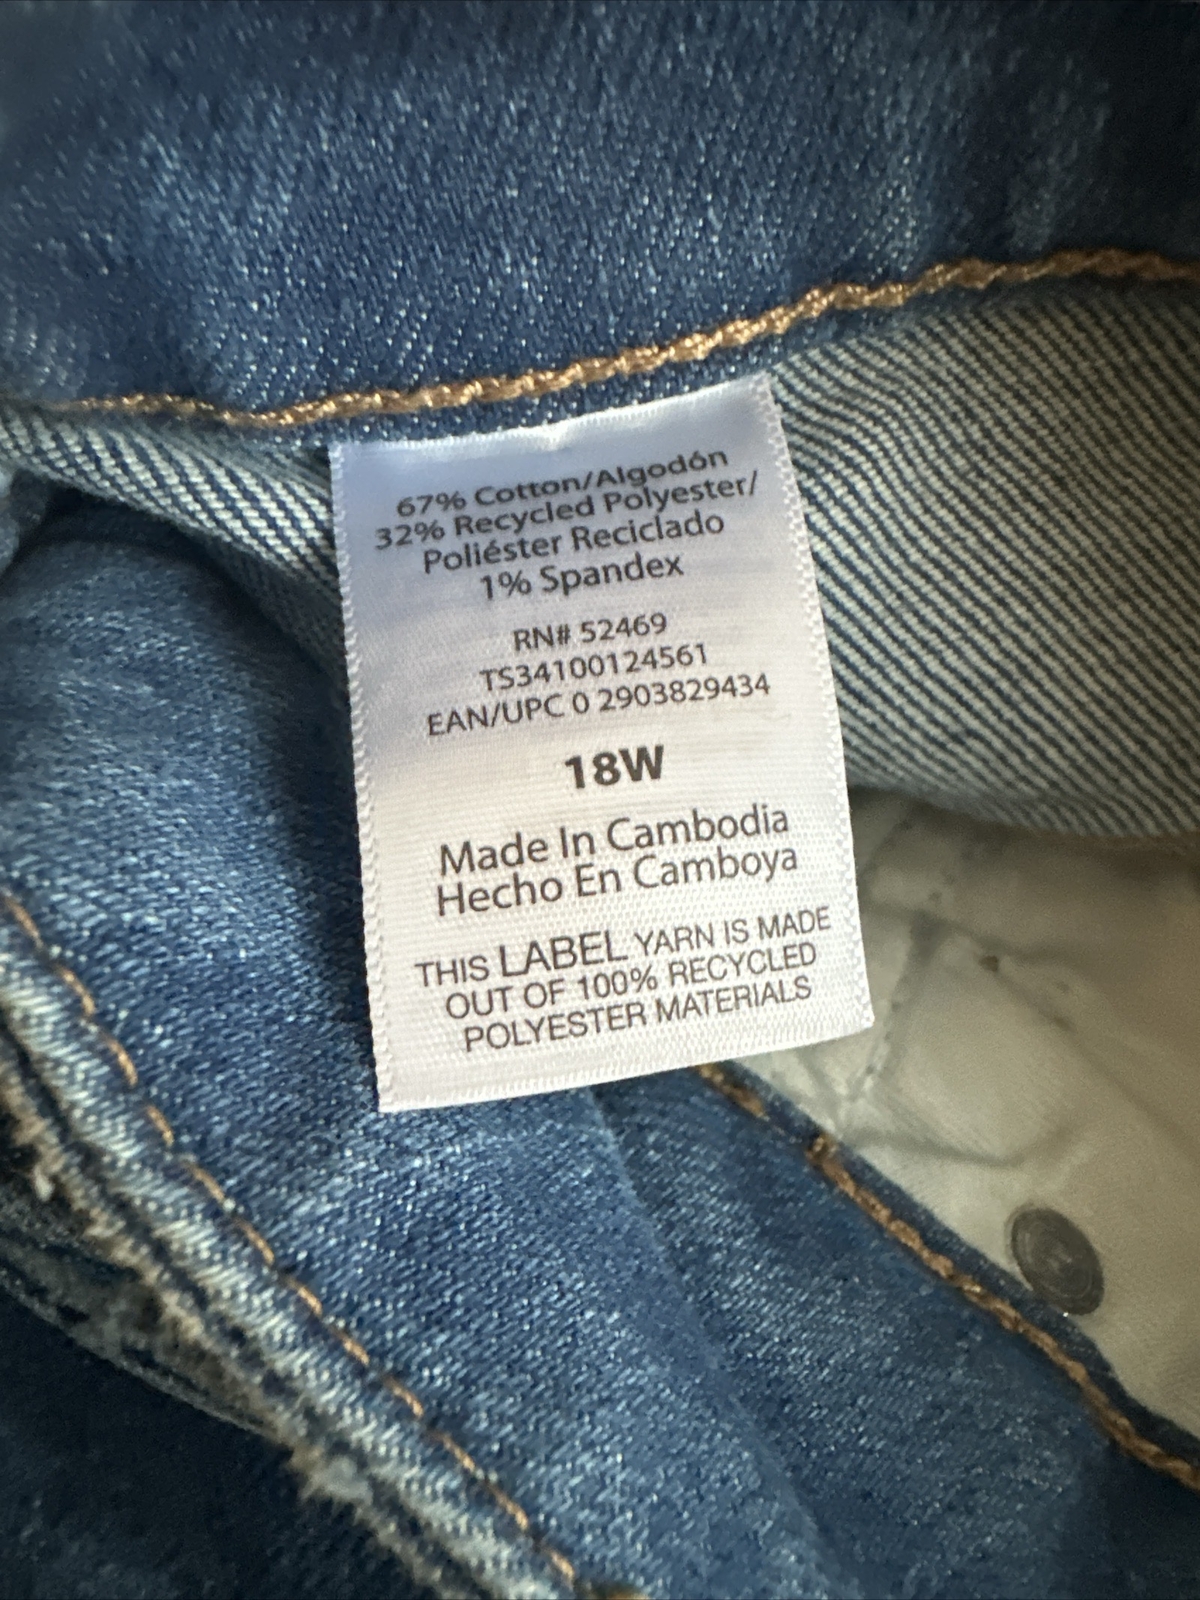 67% Cotton/Algodón
32% Recycled Polyester/
Poliéster Reciclado
1% Spandex
RN# 52469
TS34100124561
EAN/UPC 0 2903829434
18W
Made In Cambodia
Hecho En Camboya
THIS LABEL YARN IS MADE
OUT OF 100% RECYCLED
POLYESTER MATERIALS